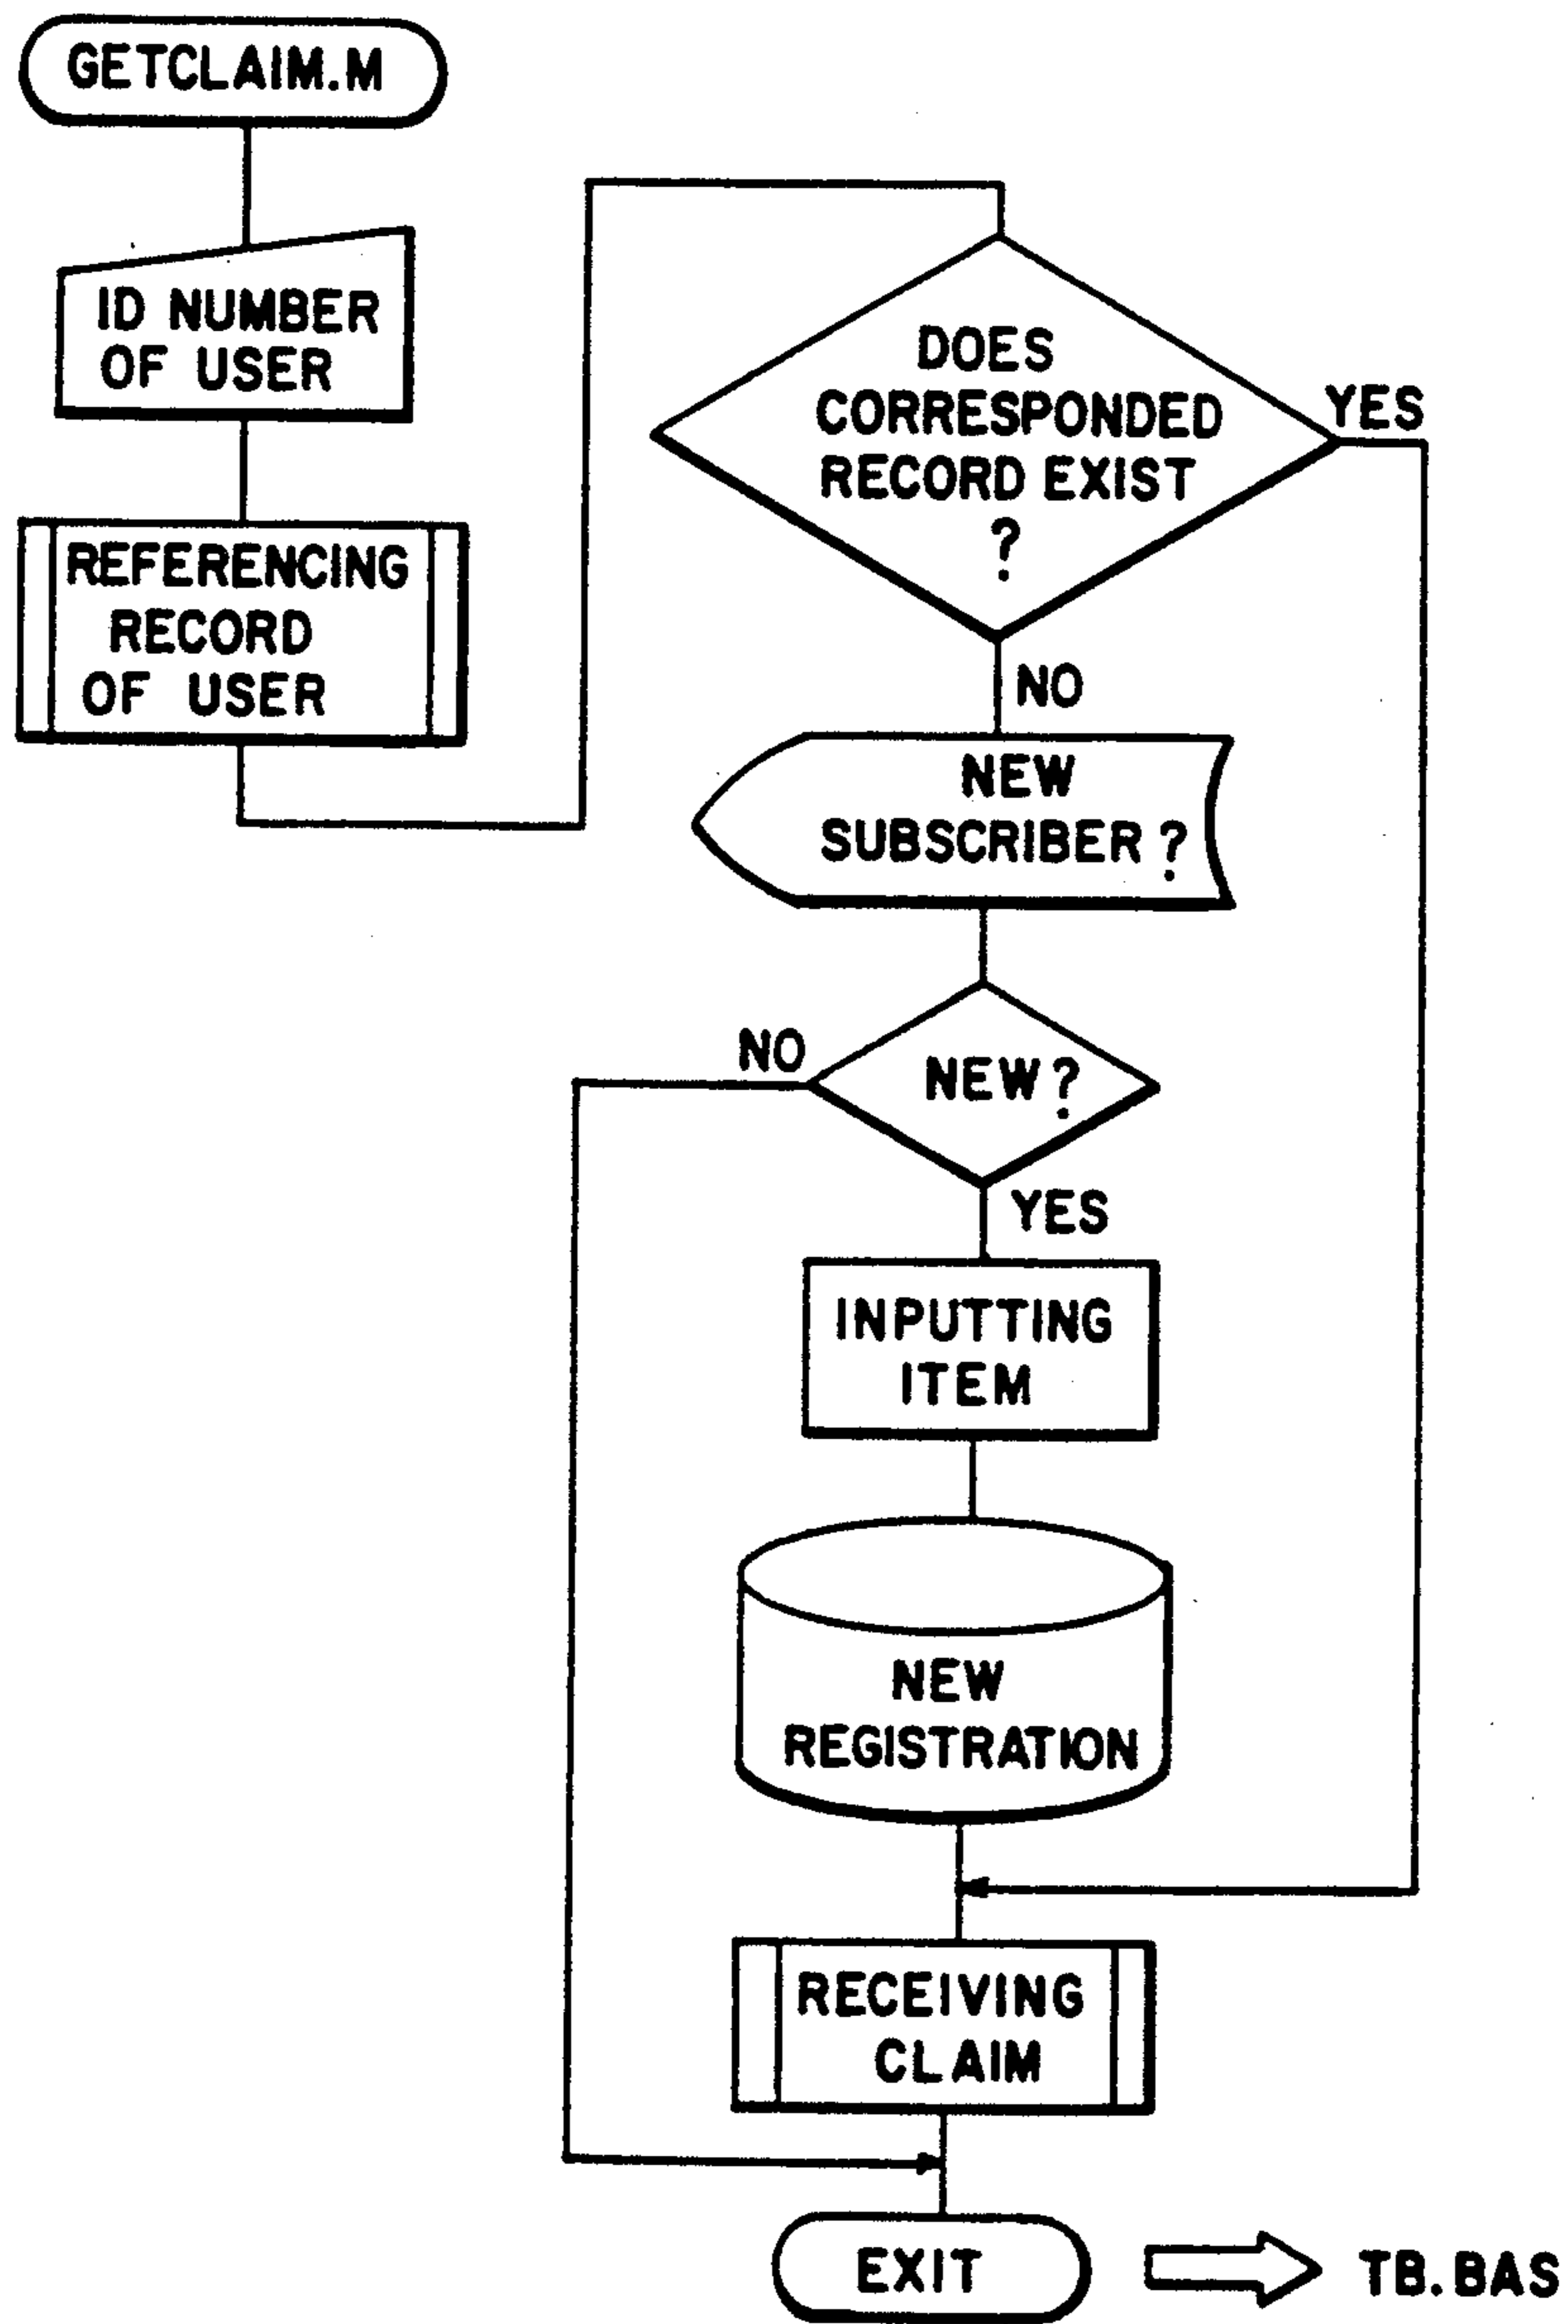 GETCLAIM.M
ID NUMBER
OF USER
REFERENCING
RECORD
OF USER
DOES
CORRESPONDED
RECORD EXIST
?
YES
NO
NEW
SUBSCRIBER ?
NO
NEW ?
YES
INPUTTING
ITEM
NEW
REGISTRATION
RECEIVING
CLAIM
EXIT
TB.BAS